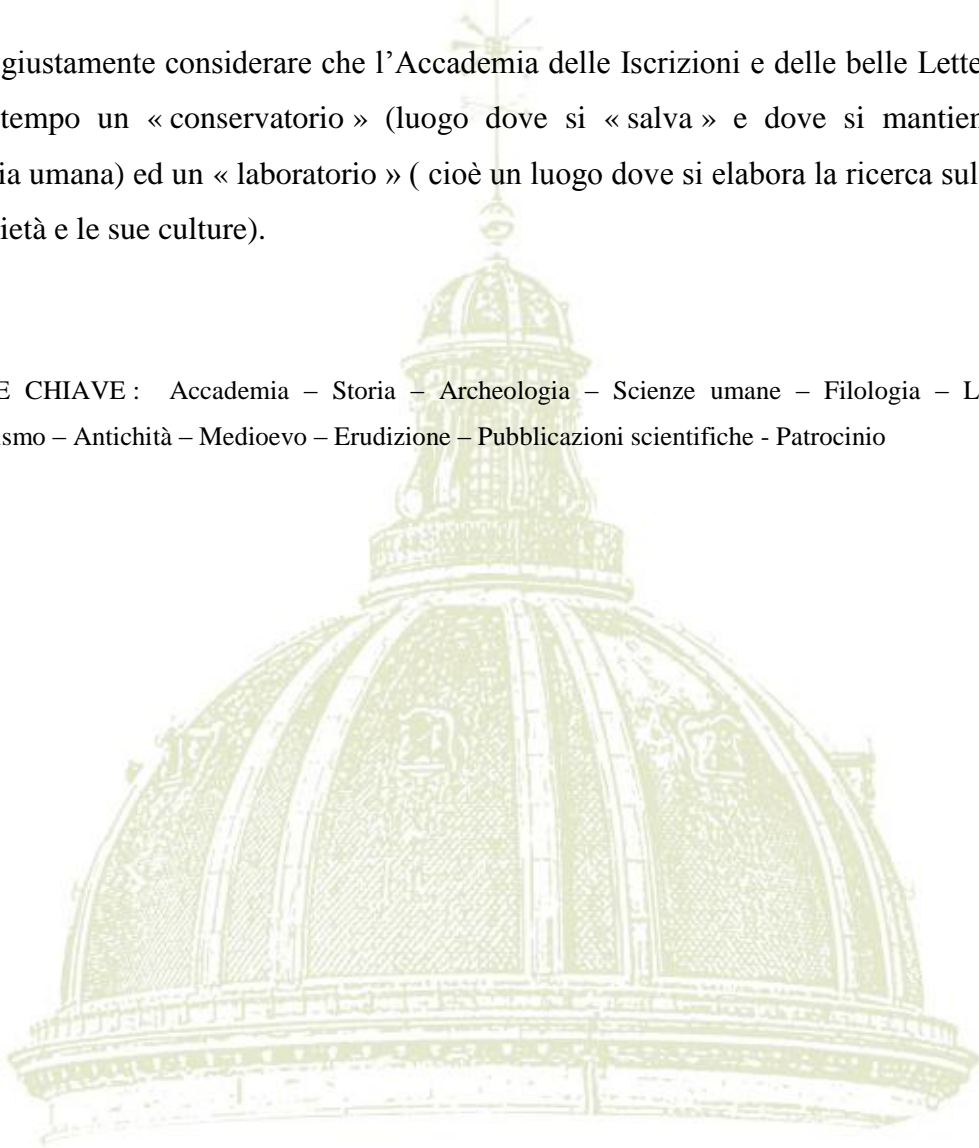 giustamente considerare che l’Accademia delle Iscrizioni e delle belle Lette
tempo un « conservatorio » (luogo dove si « salva » e dove si mantien
ia umana) ed un « laboratorio » ( cioè un luogo dove si elabora la ricerca sul
ietà e le sue culture).
E CHIAVE : Accademia – Storia – Archeologia – Scienze umane – Filologia – L
ismo – Antichità – Medioevo – Erudizione – Pubblicazioni scientifiche - Patrocinio